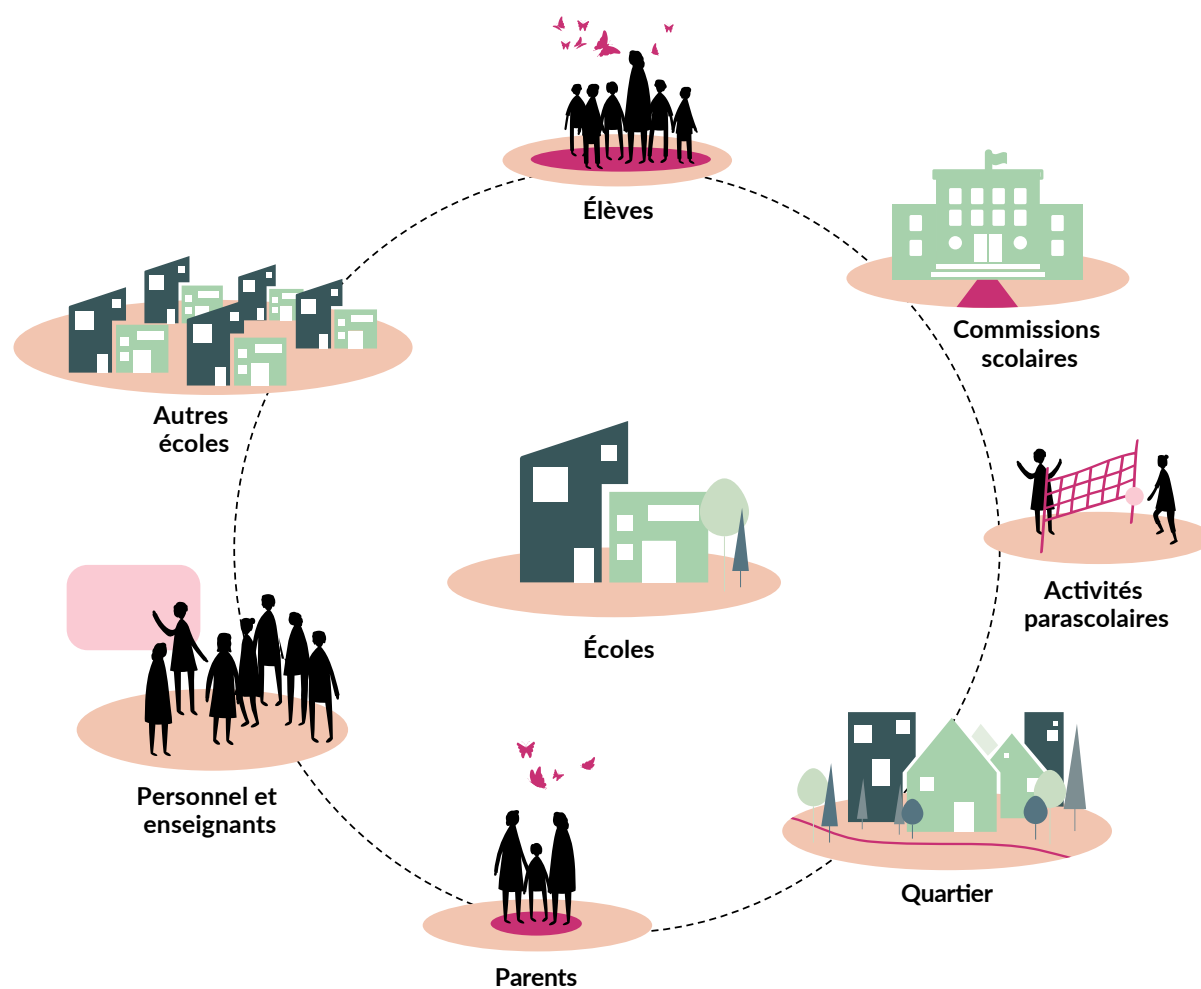 Élèves
Commissions
scolaires
Autres
écoles
Activités
parascolaires
Écoles
Personnel et
enseignants
Quartier
Parents